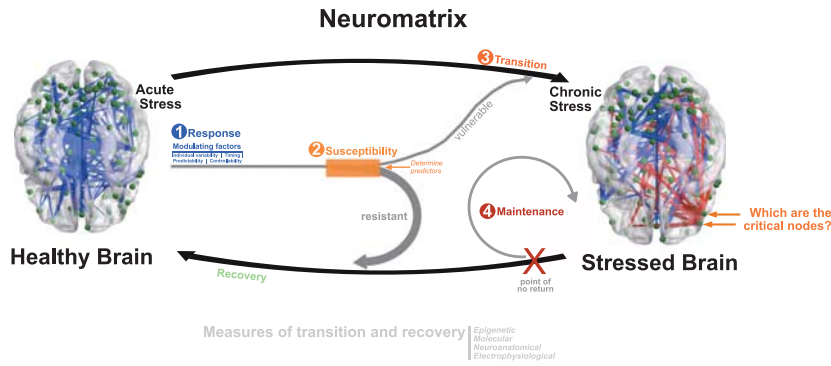 Neuromatrix
3 Transition
Acute
Stress
Chronic
Stress
1 Response
Modulating factors
Individual variability | Timing
Predictability | Controllability
2 Susceptibility
vulnerable
Determine
predictors
resistant
4 Maintenance
Which are the
critical nodes?
Healthy Brain
Stressed Brain
Recovery
point of
no return
Measures of transition and recovery
Epigenetic
Molecular
Neuroanatomical
Electrophysiological